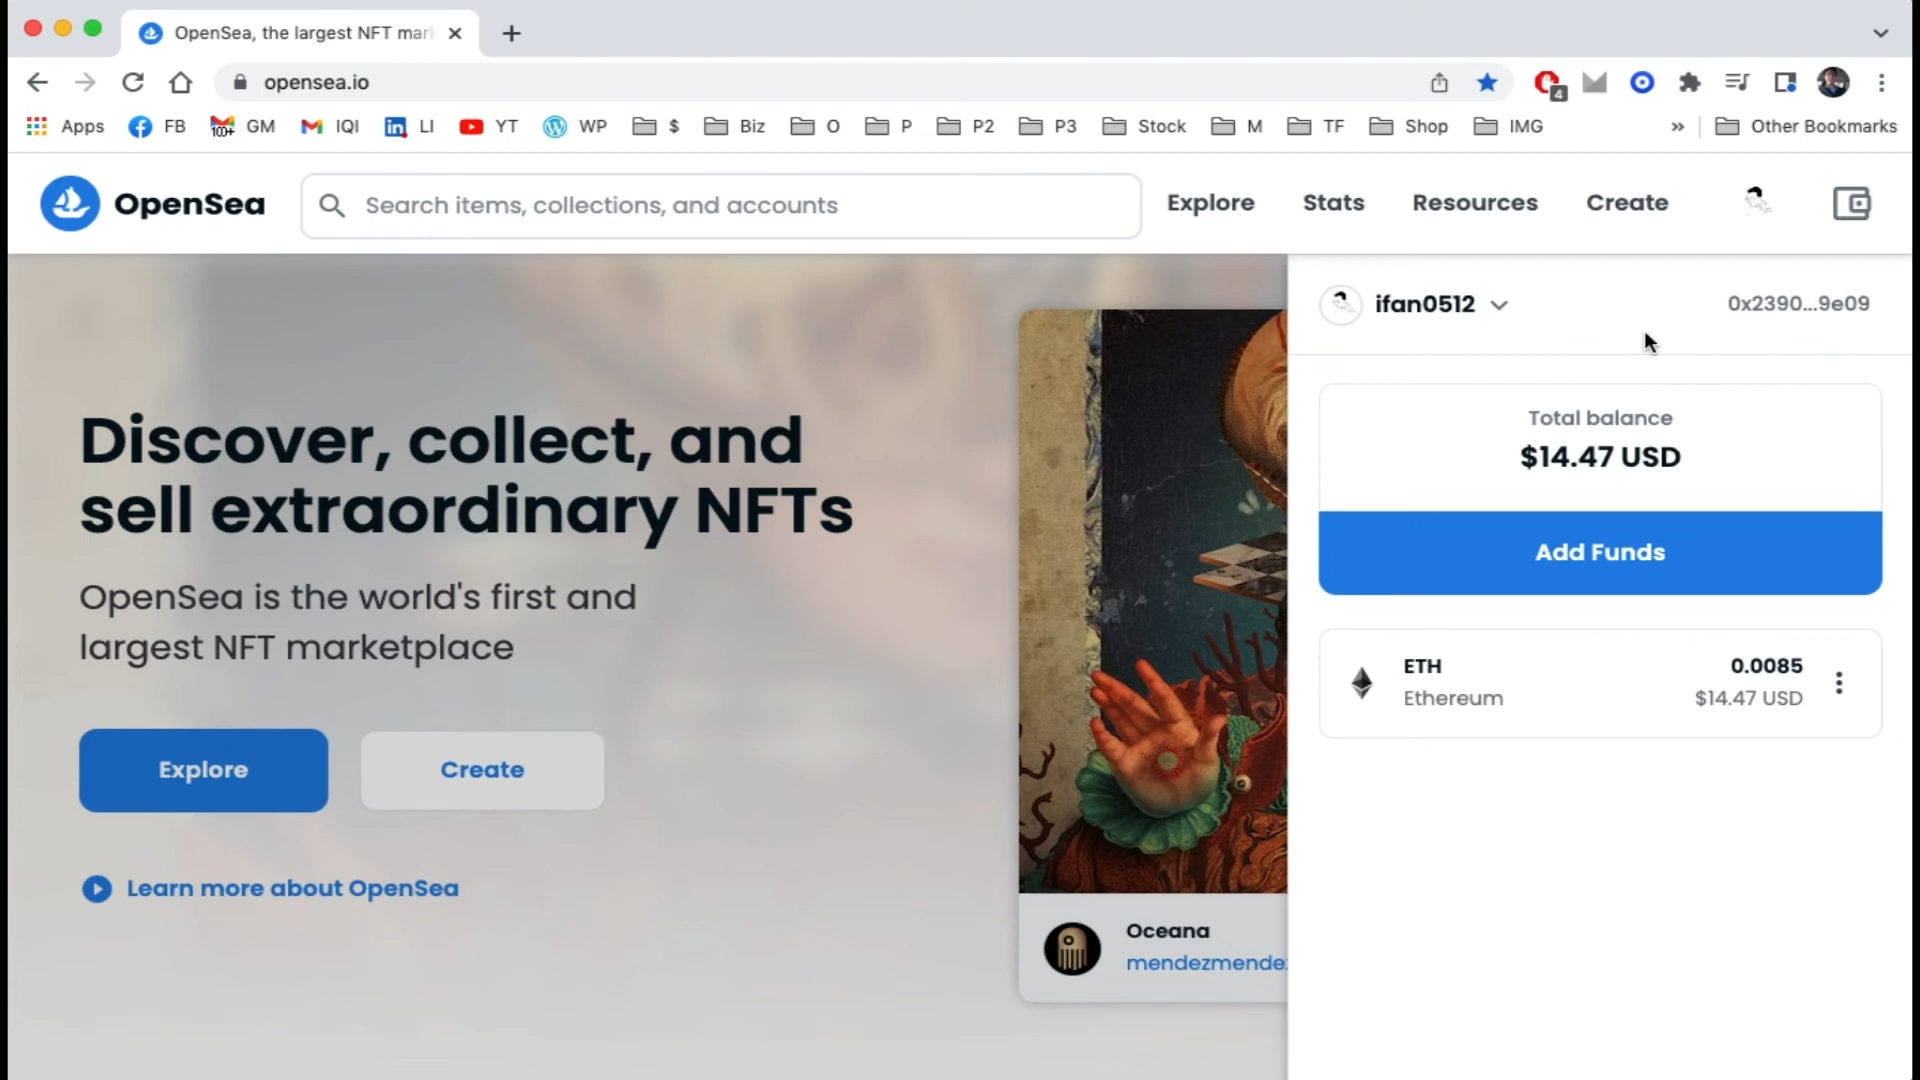 OpenSea, the largest NFT mar
opensea.io
4
Apps FB 100+ GM IQI LI YT WP $ Biz O P P2 P3 Stock M TF Shop IMG » Other Bookmarks
OpenSea
Search items, collections, and accounts
Explore Stats Resources Create
ifan0512
0x2390...9e09
Discover, collect, and
sell extraordinary NFTs
OpenSea is the world's first and
largest NFT marketplace
Explore
Create
Learn more about OpenSea
Oceana
mendezmende
Total balance
$14.47 USD
Add Funds
ETH 0.0085
Ethereum $14.47 USD